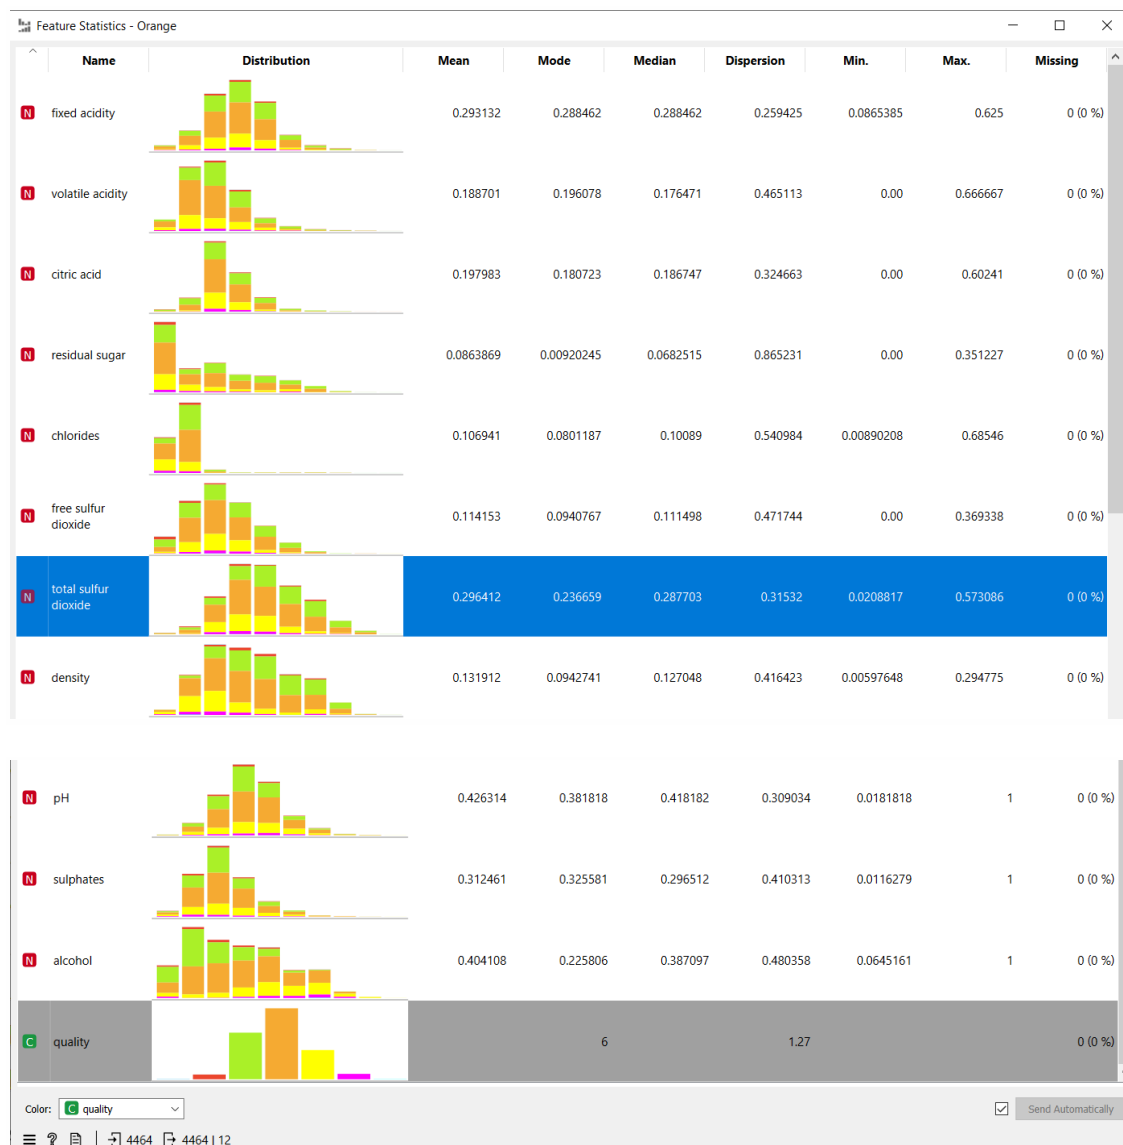 Feature Statistics - Orange
Name Distribution Mean Mode Median Dispersion Min. Max. Missing
N fixed acidity 0.293132 0.288462 0.288462 0.259425 0.0865385 0.625 0 (0 %)
N volatile acidity 0.188701 0.196078 0.176471 0.465113 0.00 0.666667 0 (0 %)
N citric acid 0.197983 0.180723 0.186747 0.324663 0.00 0.60241 0 (0 %)
N residual sugar 0.0863869 0.00920245 0.0682515 0.865231 0.00 0.351227 0 (0 %)
N chlorides 0.106941 0.0801187 0.10089 0.540984 0.00890208 0.68546 0 (0 %)
free sulfur
N dioxide 0.114153 0.0940767 0.111498 0.471744 0.00 0.369338 0 (0 %)
total sulfur
N dioxide 0.296412 0.236659 0.287703 0.31532 0.0208817 0.573086 0 (0 %)
N density 0.131912 0.0942741 0.127048 0.416423 0.00597648 0.294775 0 (0 %)
N pH 0.426314 0.381818 0.418182 0.309034 0.0181818 1 0 (0 %)
N sulphates 0.312461 0.325581 0.296512 0.410313 0.0116279 1 0 (0 %)
N alcohol 0.404108 0.225806 0.387097 0.480358 0.0645161 1 0 (0 %)
C quality 6 1.27 0 (0 %)
Color: C quality Send Automatically
? 4464 4464 | 12